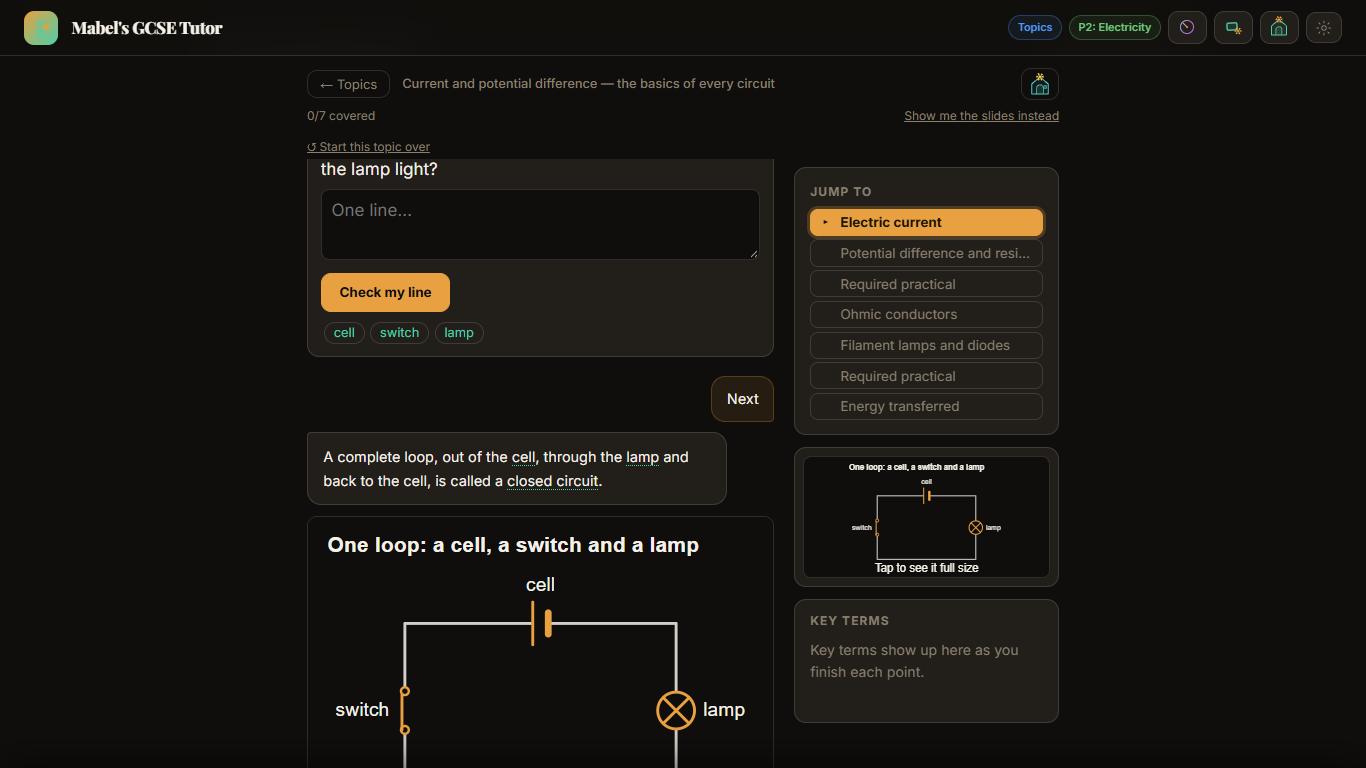 Mabel's GCSE Tutor
Topics
P2: Electricity
← Topics
Current and potential difference — the basics of every circuit
0/7 covered
Show me the slides instead
↺ Start this topic over
the lamp light?
One line...
Check my line
cell
switch
lamp
Next
A complete loop, out of the cell, through the lamp and
back to the cell, is called a closed circuit.
One loop: a cell, a switch and a lamp
cell
switch
lamp
JUMP TO
▸ Electric current
Potential difference and resi...
Required practical
Ohmic conductors
Filament lamps and diodes
Required practical
Energy transferred
One loop: a cell, a switch and a lamp
cell
switch
lamp
Tap to see it full size
KEY TERMS
Key terms show up here as you
finish each point.